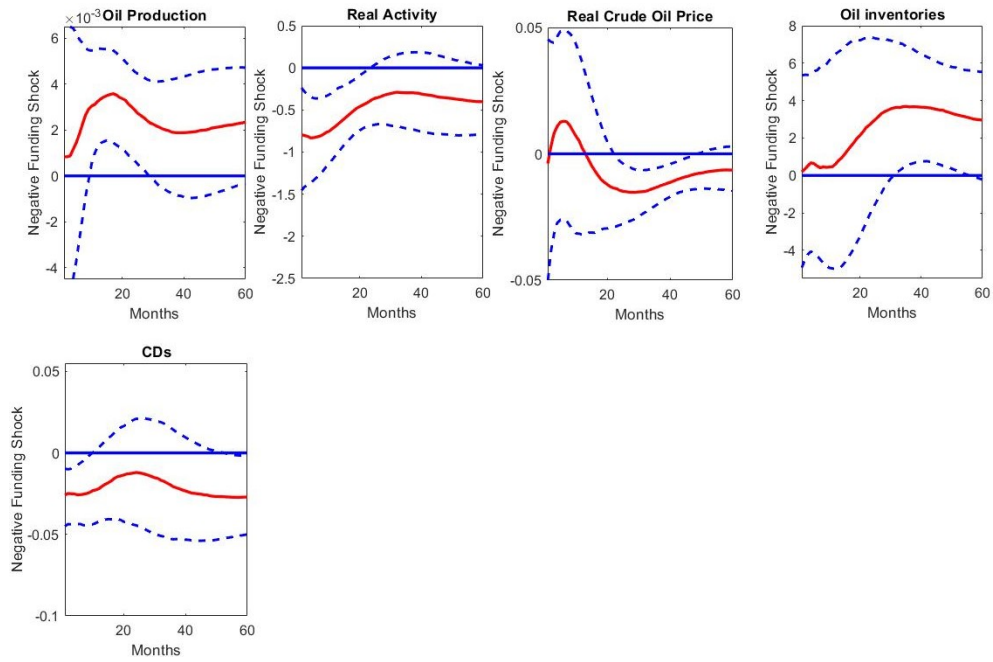 ×10⁻³ Oil Production
Negative Funding Shock
6
4
2
0
-2
-4
20 40 60
Months
Real Activity
Negative Funding Shock
0
-0.5
-1
-1.5
-2
-2.5
20 40 60
Months
Real Crude Oil Price
Negative Funding Shock
0.05
0
-0.05
20 40 60
Months
Oil inventories
Negative Funding Shock
8
6
4
2
0
-2
-4
20 40 60
Months
CDs
Negative Funding Shock
0.05
0
-0.05
-0.1
20 40 60
Months